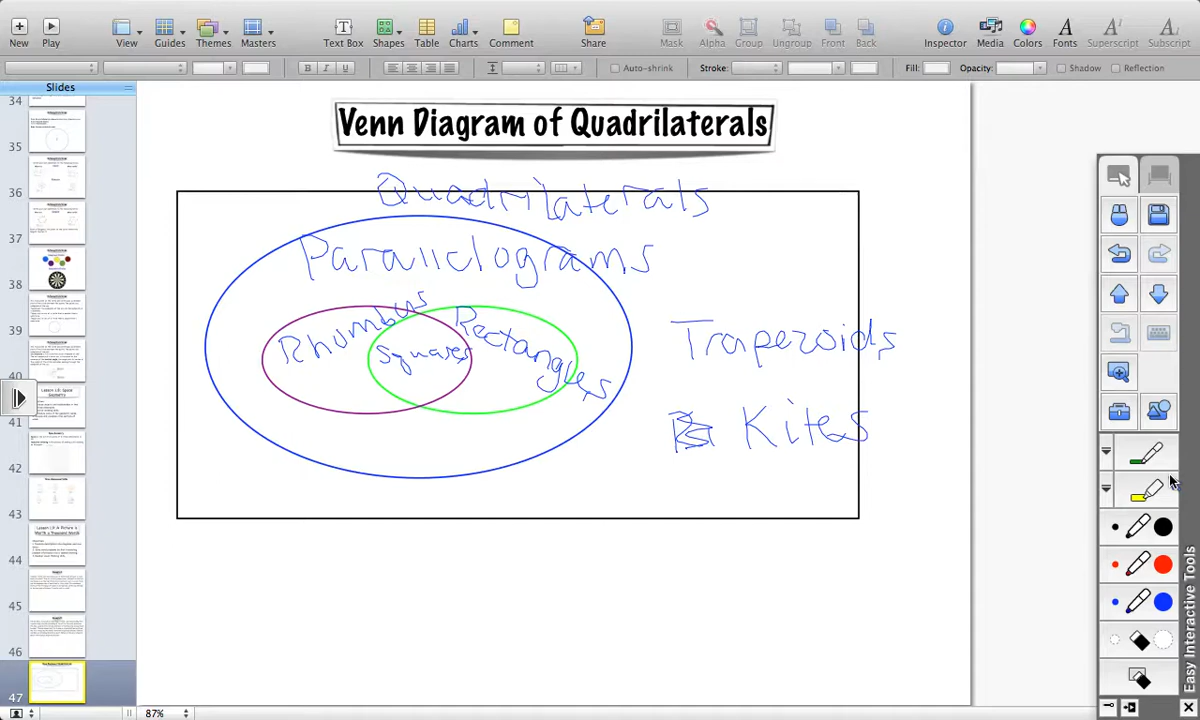 New
Play
View
Guides
Themes
Masters
Text Box
Shapes
Table
Charts
Comment
Share
Mask
Alpha
Group
Ungroup
Front
Back
Inspector
Media
Colors
Fonts
Superscript
Subscript
B I U
Auto-shrink
Stroke:
Fill:
Opacity:
Shadow
Reflection
Slides
34
35
36
37
38
39
40
41
42
43
44
45
46
47
Venn Diagram of Quadrilaterals
Quadrilaterals
Parallelograms
Rhombus
Rectangles
Squares
Trapezoids
Kites
Easy Interactive Tools
87%